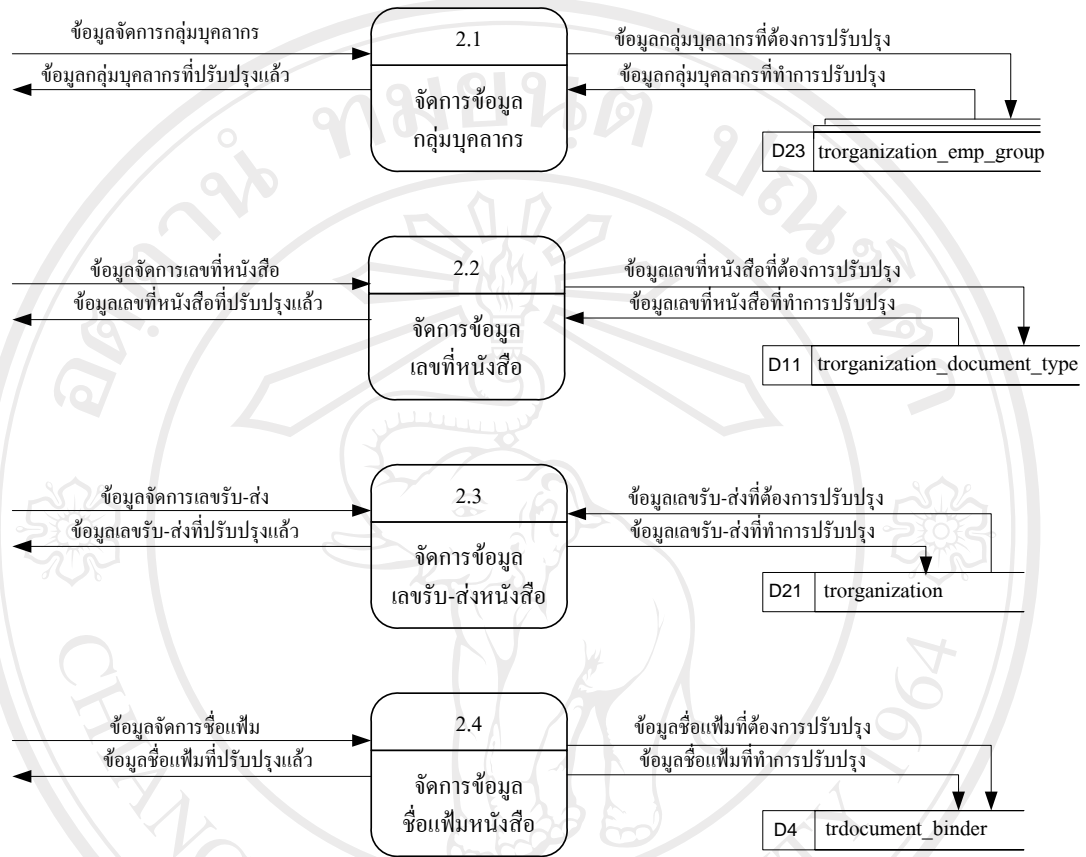 ข้อมูลจัดการกลุ่มบุคลากร
ข้อมูลกลุ่มบุคลากรที่ปรับปรุงแล้ว
2.1
จัดการข้อมูล
กลุ่มบุคลากร
ข้อมูลกลุ่มบุคลากรที่ต้องการปรับปรุง
ข้อมูลกลุ่มบุคลากรที่ทำการปรับปรุง
D23 trorganization_emp_group
ข้อมูลจัดการเลขที่หนังสือ
ข้อมูลเลขที่หนังสือที่ปรับปรุงแล้ว
2.2
จัดการข้อมูล
เลขที่หนังสือ
ข้อมูลเลขที่หนังสือที่ต้องการปรับปรุง
ข้อมูลเลขที่หนังสือที่ทำการปรับปรุง
D11 trorganization_document_type
ข้อมูลจัดการเลขรับ-ส่ง
ข้อมูลเลขรับ-ส่งที่ปรับปรุงแล้ว
2.3
จัดการข้อมูล
เลขรับ-ส่งหนังสือ
ข้อมูลเลขรับ-ส่งที่ต้องการปรับปรุง
ข้อมูลเลขรับ-ส่งที่ทำการปรับปรุง
D21 trorganization
ข้อมูลจัดการชื่อแฟ้ม
ข้อมูลชื่อแฟ้มที่ปรับปรุงแล้ว
2.4
จัดการข้อมูล
ชื่อแฟ้มหนังสือ
ข้อมูลชื่อแฟ้มที่ต้องการปรับปรุง
ข้อมูลชื่อแฟ้มที่ทำการปรับปรุง
D4 trdocument_binder
1964